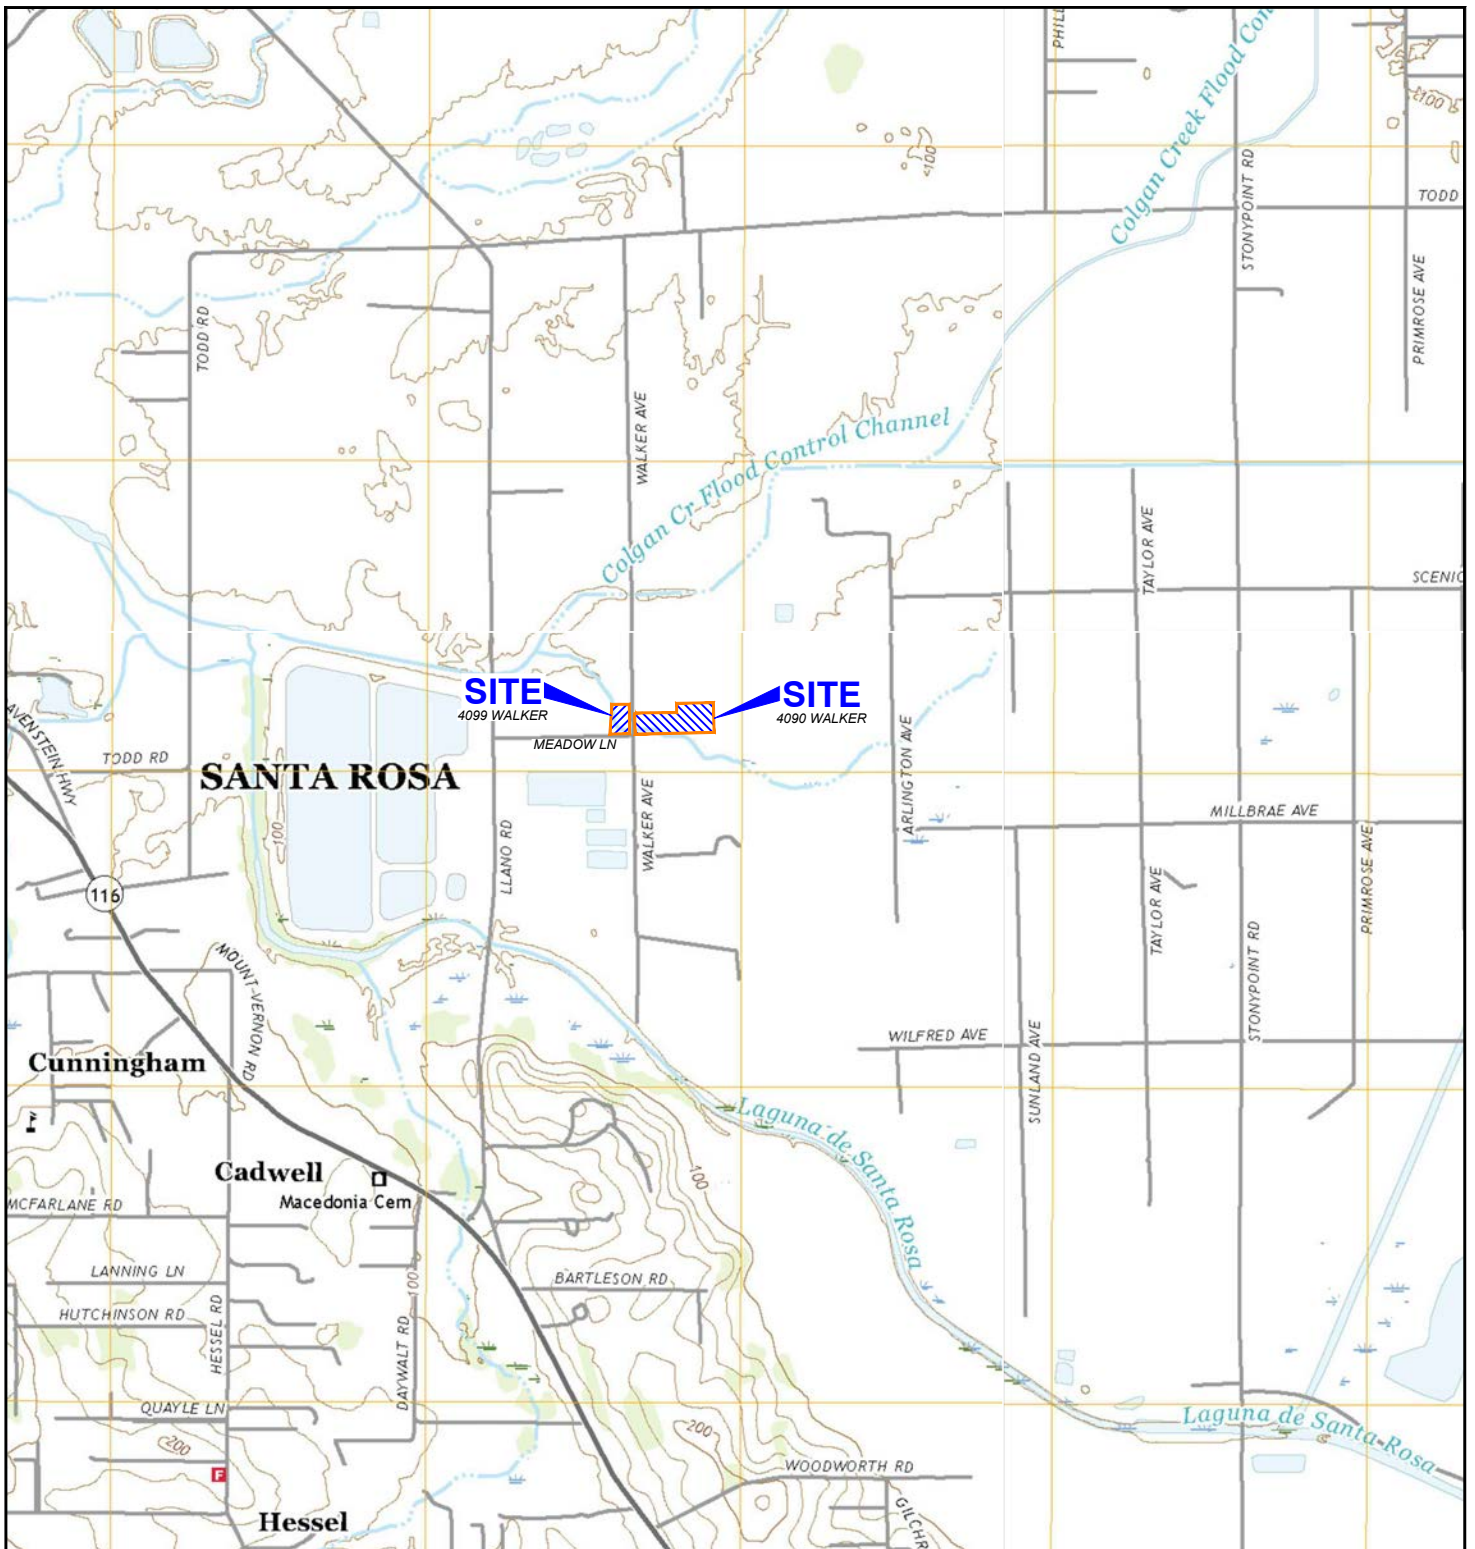 PHILL
Colgan Creek Flood Con
100
100
STONYPOINT RD
TODD
PRIMROSE AVE
TODD RD
WALKER AVE
Colgan Cr Flood Control Channel
TAYLOR AVE
SCENIC
SITE
4099 WALKER
SITE
4090 WALKER
MEADOW LN
AVENSTEIN HWY
TODD RD
SANTA ROSA
100
LLANO RD
WALKER AVE
ARLINGTON AVE
MILLBRAE AVE
PRIMROSE AVE
116
TAYLOR AVE
STONYPOINT RD
MOUNT VERNON RD
WILFRED AVE
SUNLAND AVE
Cunningham
Laguna de Santa Rosa
Cadwell
Macedonia Cem
100
MCFARLANE RD
LANNING LN
BARTLESON RD
100
HUTCHINSON RD
HESSEL RD
DAYWALT RD
QUAYLE LN
200
200
Laguna de Santa Rosa
F
WOODWORTH RD
GILCHR
Hessel